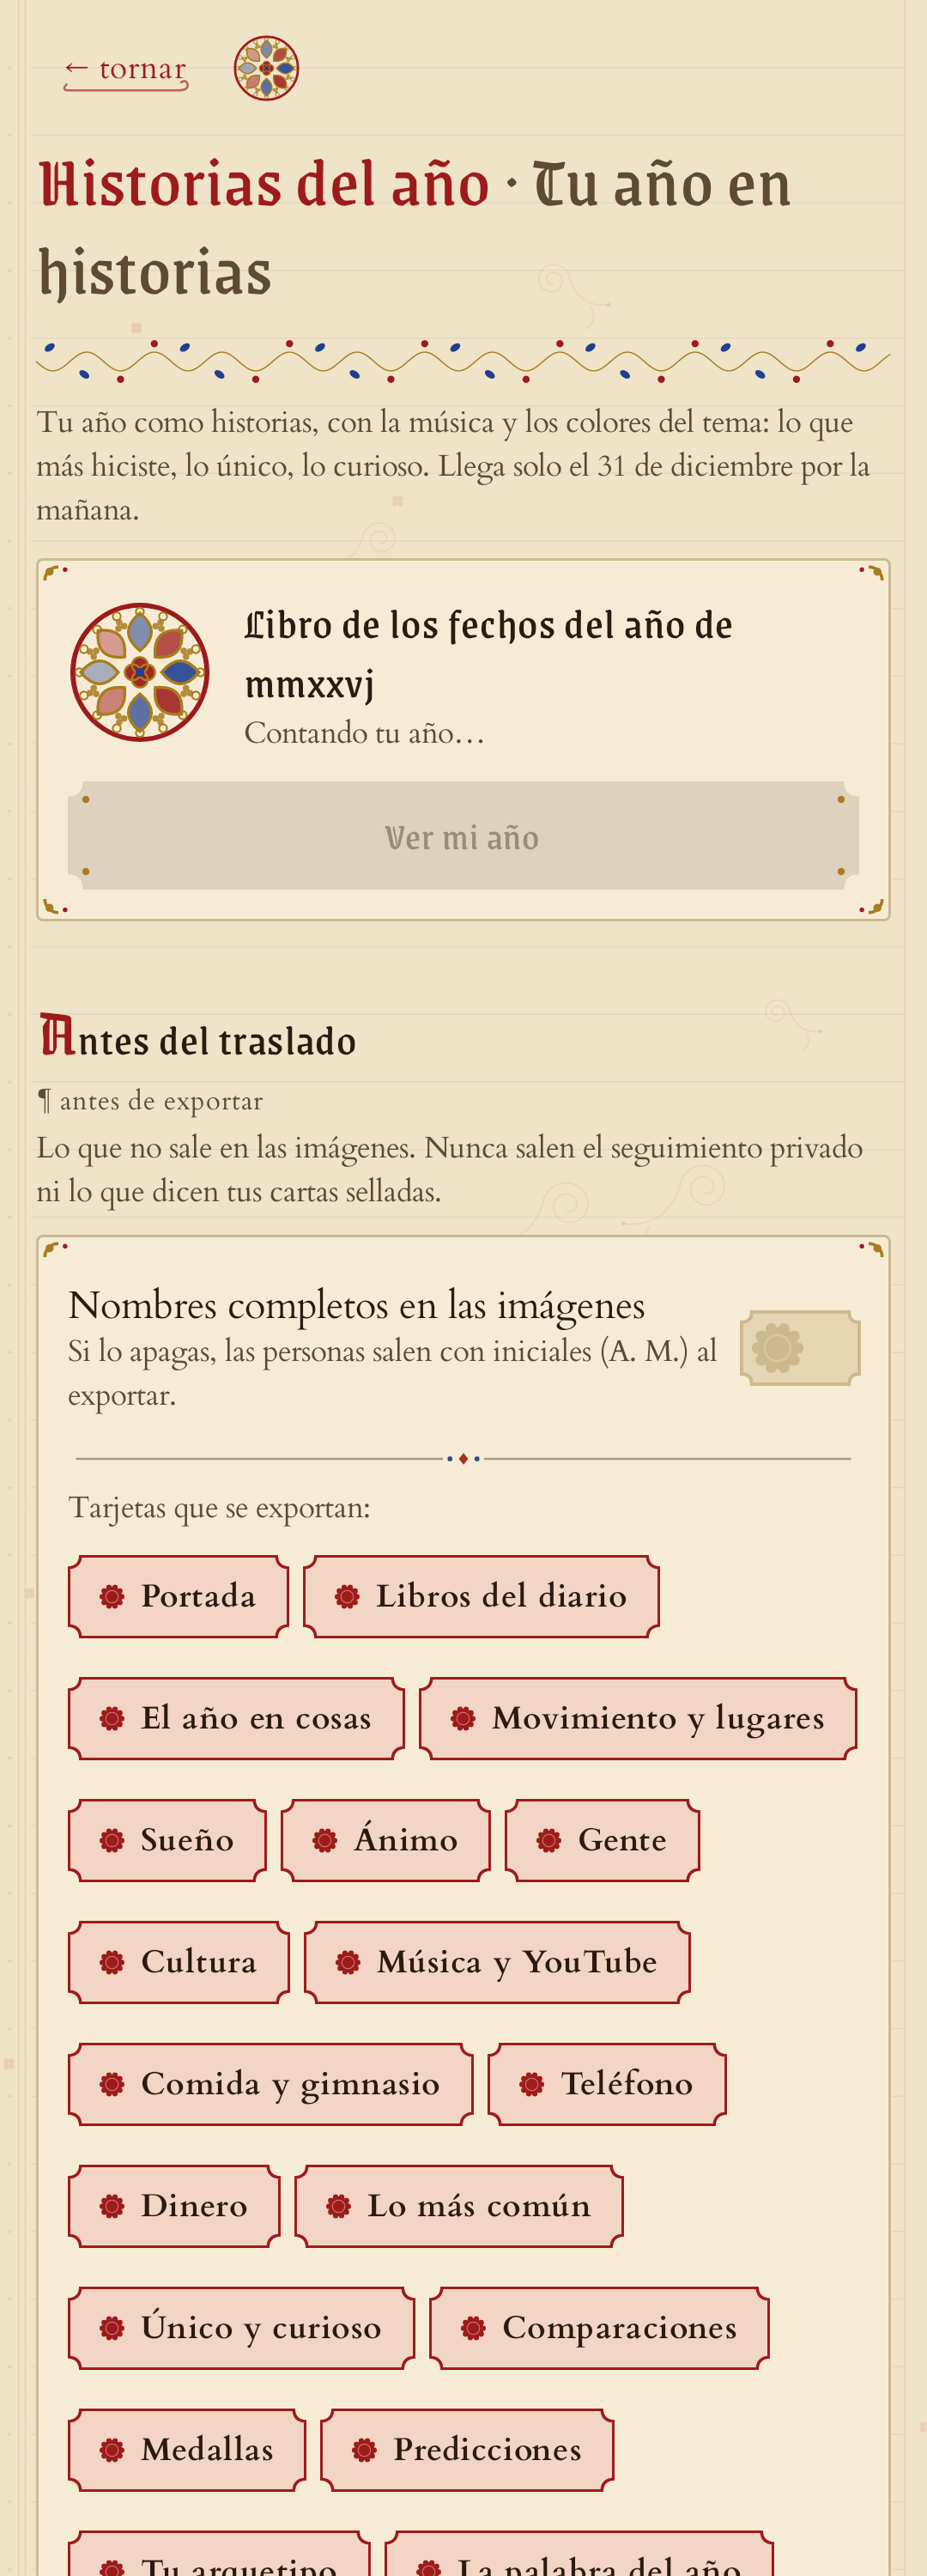 ← tornar
Historias del año · Tu año en
historias
Tu año como historias, con la música y los colores del tema: lo que
más hiciste, lo único, lo curioso. Llega solo el 31 de diciembre por la
mañana.
Libro de los fechos del año de
mmxxvj
Contando tu año…
Ver mi año
Antes del traslado
¶ antes de exportar
Lo que no sale en las imágenes. Nunca salen el seguimiento privado
ni lo que dicen tus cartas selladas.
Nombres completos en las imágenes
Si lo apagas, las personas salen con iniciales (A. M.) al
exportar.
Tarjetas que se exportan:
Portada Libros del diario
El año en cosas Movimiento y lugares
Sueño Ánimo Gente
Cultura Música y YouTube
Comida y gimnasio Teléfono
Dinero Lo más común
Único y curioso Comparaciones
Medallas Predicciones
Tu arquetipo La palabra del año